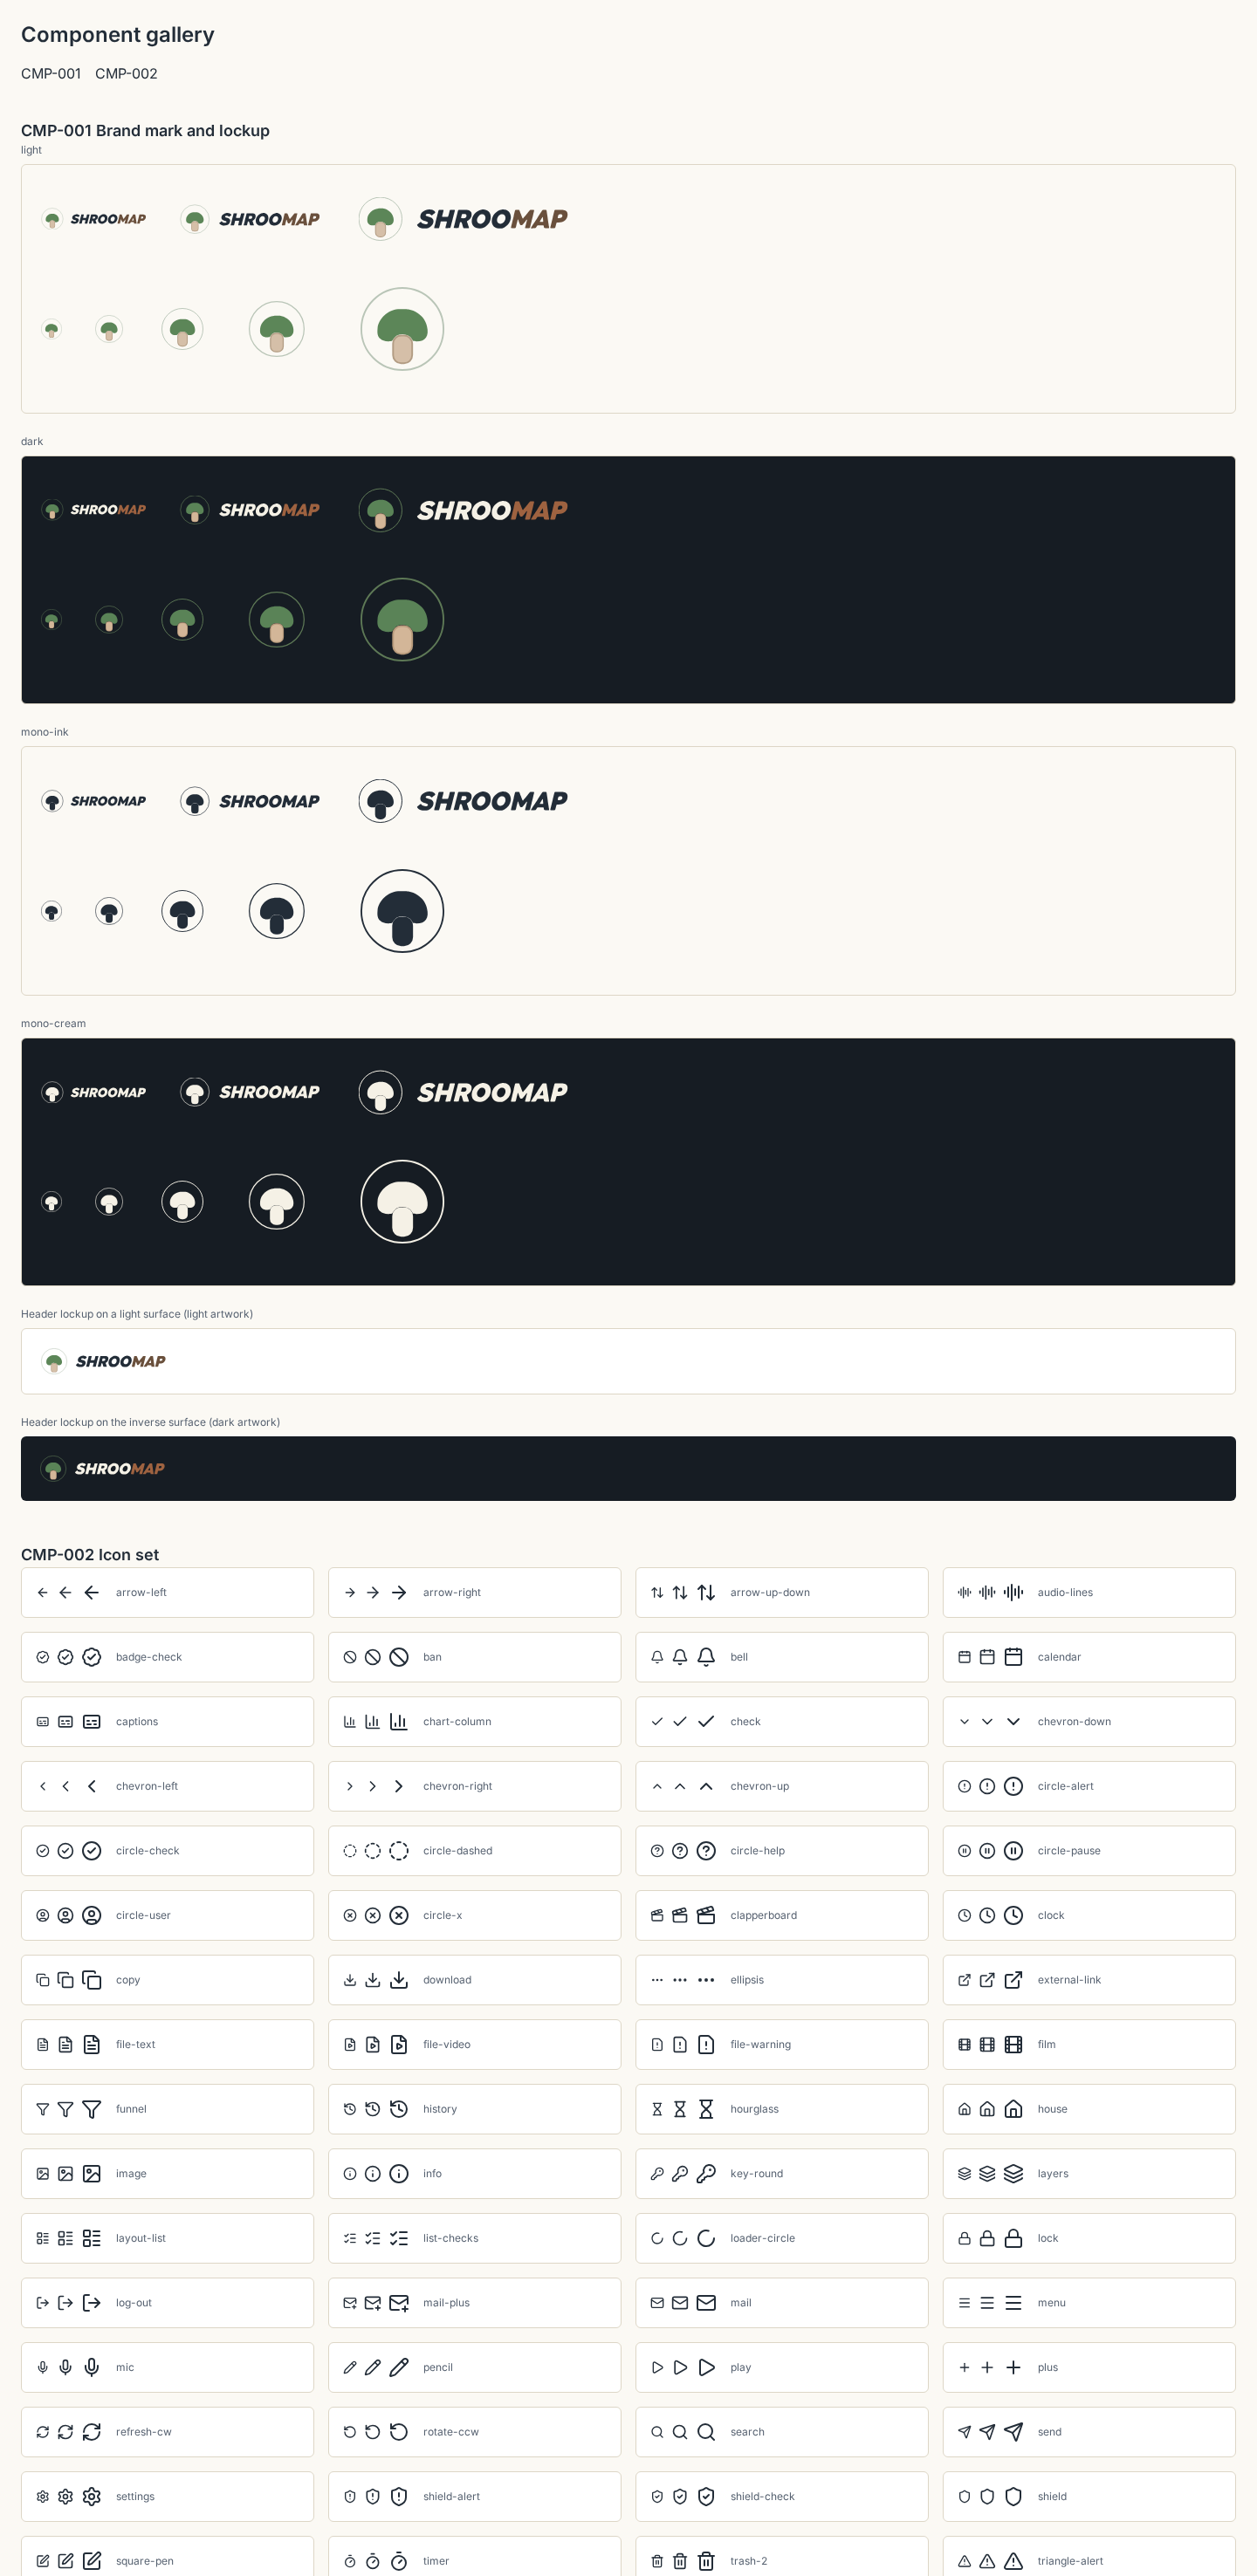 Component gallery
CMP-001 CMP-002
CMP-001 Brand mark and lockup
light
SHROOMAP SHROOMAP SHROOMAP
dark
SHROOMAP SHROOMAP SHROOMAP
mono-ink
SHROOMAP SHROOMAP SHROOMAP
mono-cream
SHROOMAP SHROOMAP SHROOMAP
Header lockup on a light surface (light artwork)
SHROOMAP
Header lockup on the inverse surface (dark artwork)
SHROOMAP
CMP-002 Icon set
arrow-left arrow-right arrow-up-down audio-lines
badge-check ban bell calendar
captions chart-column check chevron-down
chevron-left chevron-right chevron-up circle-alert
circle-check circle-dashed circle-help circle-pause
circle-user circle-x clapperboard clock
copy download ellipsis external-link
file-text file-video file-warning film
funnel history hourglass house
image info key-round layers
layout-list list-checks loader-circle lock
log-out mail-plus mail menu
mic pencil play plus
refresh-cw rotate-ccw search send
settings shield-alert shield-check shield
square-pen timer trash-2 triangle-alert